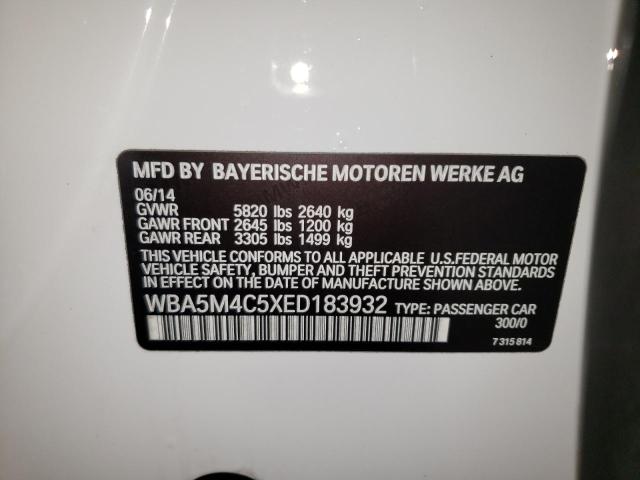 MFD BY BAYERISCHE MOTOREN WERKE AG
06/14
GVWR 5820 lbs 2640 kg
GAWR FRONT 2645 lbs 1200 kg
GAWR REAR 3305 lbs 1499 kg
THIS VEHICLE CONFORMS TO ALL APPLICABLE U.S.FEDERAL MOTOR
VEHICLE SAFETY, BUMPER AND THEFT PREVENTION STANDARDS
IN EFFECT ON DATE OF MANUFACTURE SHOWN ABOVE.
WBA5M4C5XED183932 TYPE: PASSENGER CAR
300/0
7 315 814